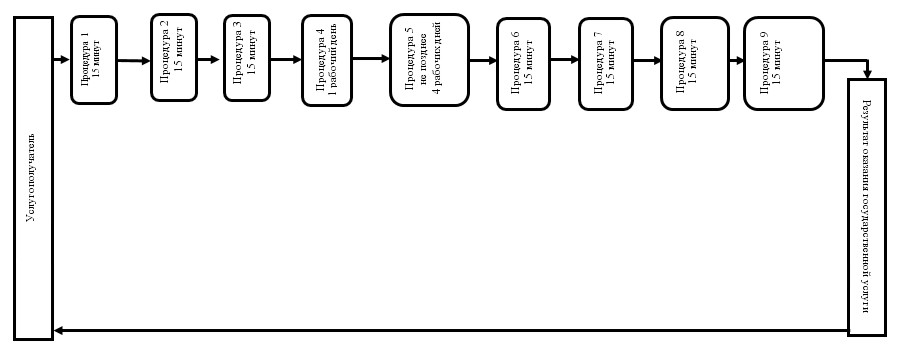 Услугополучатель
Процедура 1
15 минут
Процедура 2
15 минут
Процедура 3
15 минут
Процедура 4
1 рабочий день
Процедура 5
не позднее
4 рабочих дней
Процедура 6
15 минут
Процедура 7
15 минут
Процедура 8
15 минут
Процедура 9
15 минут
Результат оказания государственной услуги